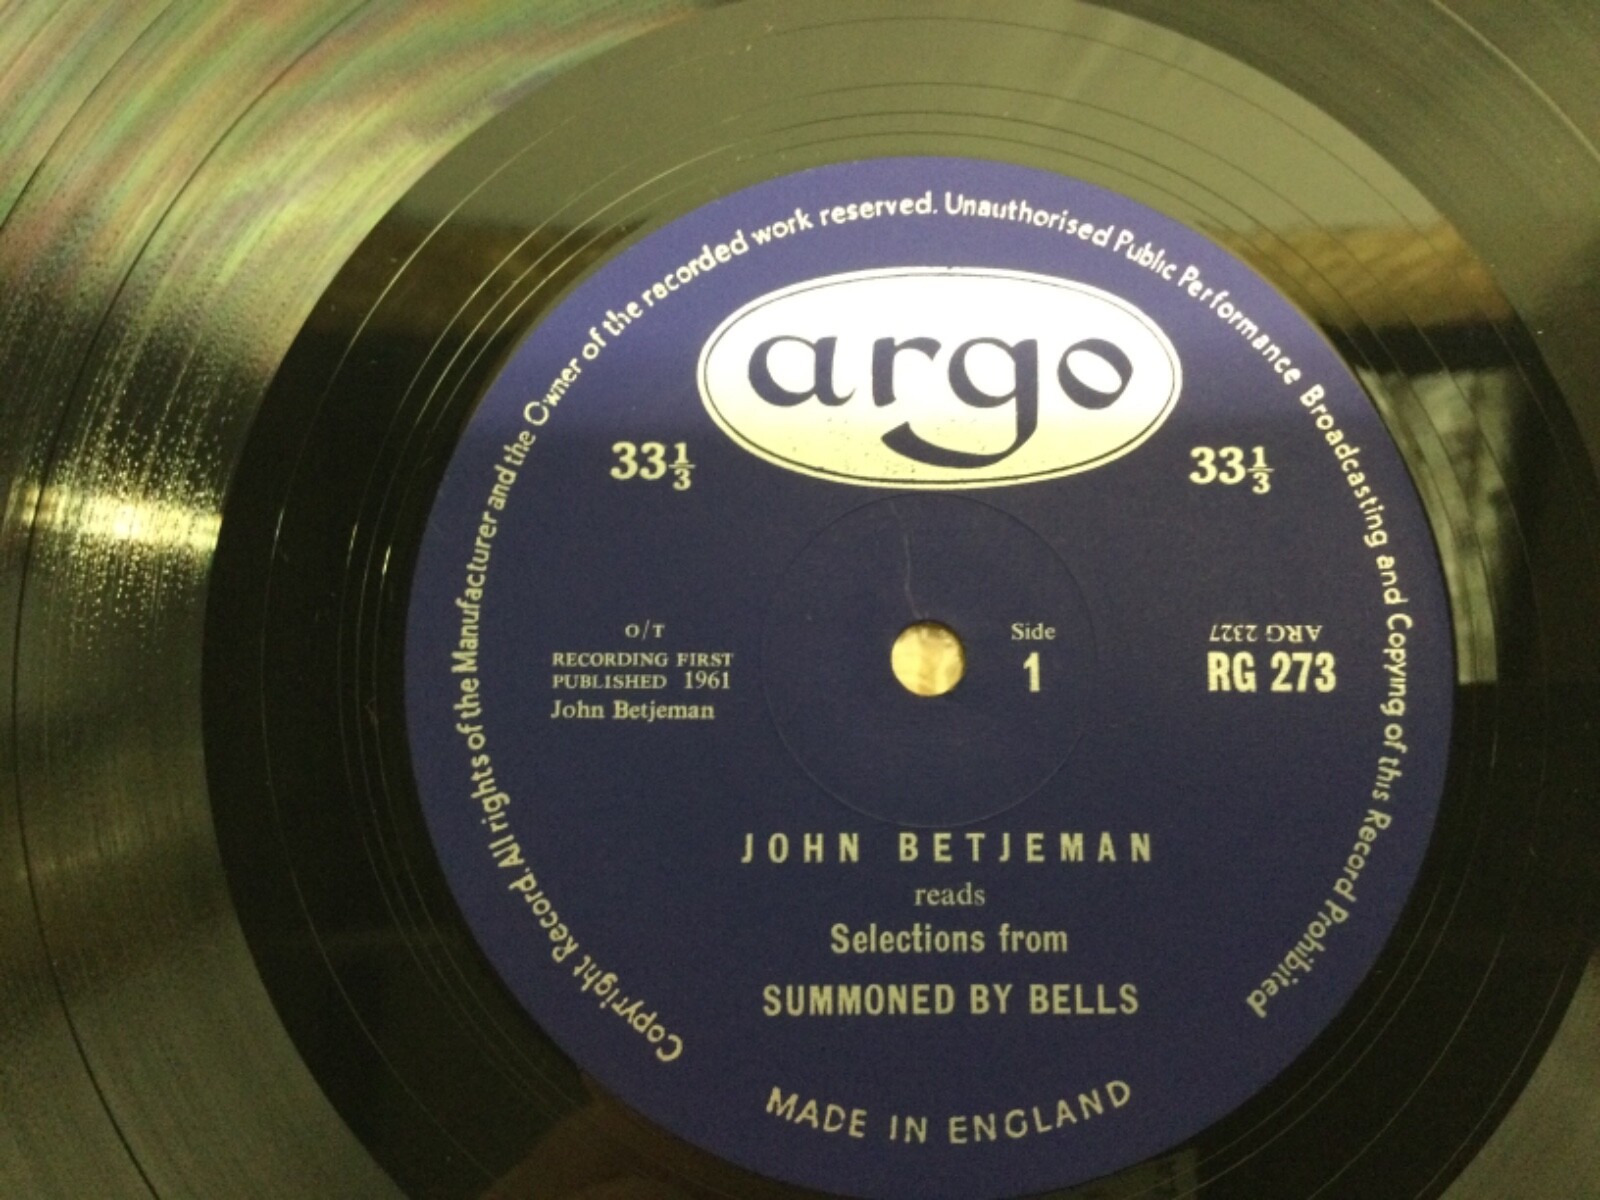 Copyright Record. All rights of the Manufacturer and the Owner of the recorded work reserved. Unauthorised Public Performance Broadcasting and Copying of this Record Prohibited
argo
33⅓
33⅓
O/T
RECORDING FIRST
PUBLISHED 1961
John Betjeman
Side
1
ARG 2327
RG 273
JOHN BETJEMAN
reads
Selections from
SUMMONED BY BELLS
MADE IN ENGLAND